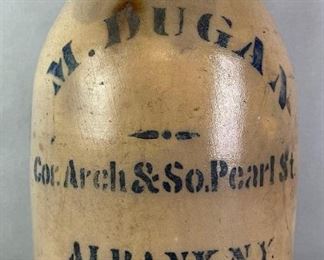 M. DUGAN
Cor. Arch & So. Pearl St.
ALBANY. N.Y.